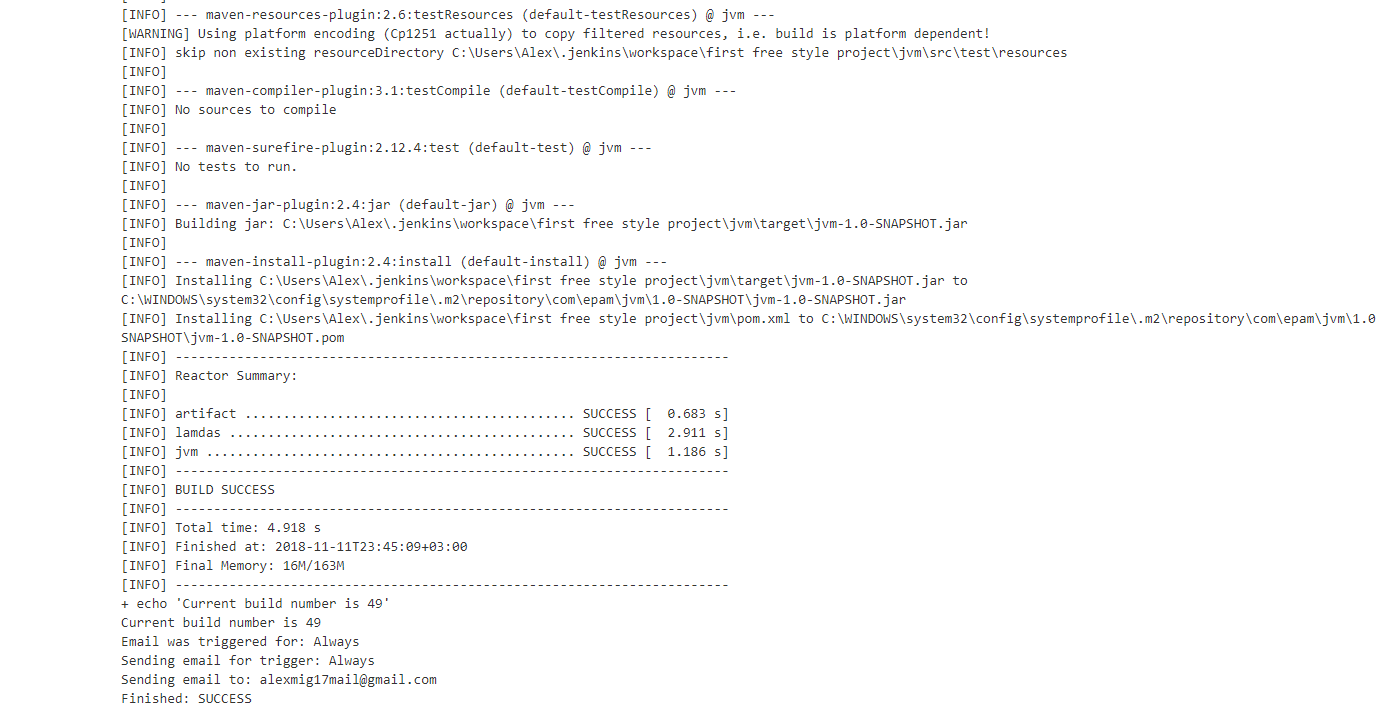 [INFO] --- maven-resources-plugin:2.6:testResources (default-testResources) @ jvm ---
[WARNING] Using platform encoding (Cp1251 actually) to copy filtered resources, i.e. build is platform dependent!
[INFO] skip non existing resourceDirectory C:\Users\Alex\.jenkins\workspace\first free style project\jvm\src\test\resources
[INFO]
[INFO] --- maven-compiler-plugin:3.1:testCompile (default-testCompile) @ jvm ---
[INFO] No sources to compile
[INFO]
[INFO] --- maven-surefire-plugin:2.12.4:test (default-test) @ jvm ---
[INFO] No tests to run.
[INFO]
[INFO] --- maven-jar-plugin:2.4:jar (default-jar) @ jvm ---
[INFO] Building jar: C:\Users\Alex\.jenkins\workspace\first free style project\jvm\target\jvm-1.0-SNAPSHOT.jar
[INFO]
[INFO] --- maven-install-plugin:2.4:install (default-install) @ jvm ---
[INFO] Installing C:\Users\Alex\.jenkins\workspace\first free style project\jvm\target\jvm-1.0-SNAPSHOT.jar to
C:\WINDOWS\system32\config\systemprofile\.m2\repository\com\epam\jvm\1.0-SNAPSHOT\jvm-1.0-SNAPSHOT.jar
[INFO] Installing C:\Users\Alex\.jenkins\workspace\first free style project\jvm\pom.xml to C:\WINDOWS\system32\config\systemprofile\.m2\repository\com\epam\jvm\1.0
SNAPSHOT\jvm-1.0-SNAPSHOT.pom
[INFO] ------------------------------------------------------------------------
[INFO] Reactor Summary:
[INFO]
[INFO] artifact ........................................... SUCCESS [  0.683 s]
[INFO] lamdas ............................................. SUCCESS [  2.911 s]
[INFO] jvm ................................................ SUCCESS [  1.186 s]
[INFO] ------------------------------------------------------------------------
[INFO] BUILD SUCCESS
[INFO] ------------------------------------------------------------------------
[INFO] Total time: 4.918 s
[INFO] Finished at: 2018-11-11T23:45:09+03:00
[INFO] Final Memory: 16M/163M
[INFO] ------------------------------------------------------------------------
+ echo 'Current build number is 49'
Current build number is 49
Email was triggered for: Always
Sending email for trigger: Always
Sending email to: alexmig17mail@gmail.com
Finished: SUCCESS